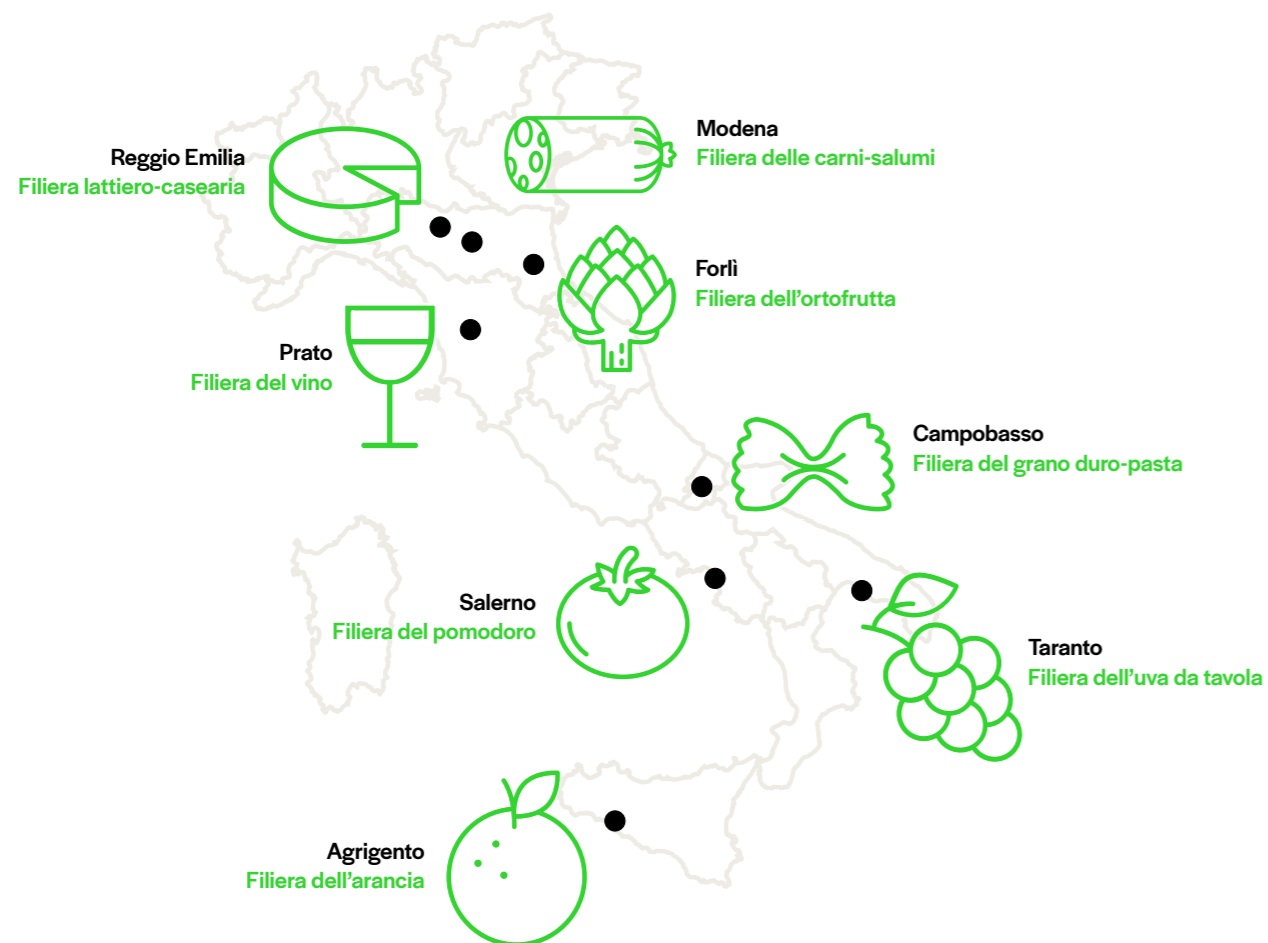 Modena
Filiera delle carni-salumi
Reggio Emilia
Filiera lattiero-casearia
Forlì
Filiera dell’ortofrutta
Prato
Filiera del vino
Campobasso
Filiera del grano duro-pasta
Salerno
Filiera del pomodoro
Taranto
Filiera dell’uva da tavola
Agrigento
Filiera dell’arancia